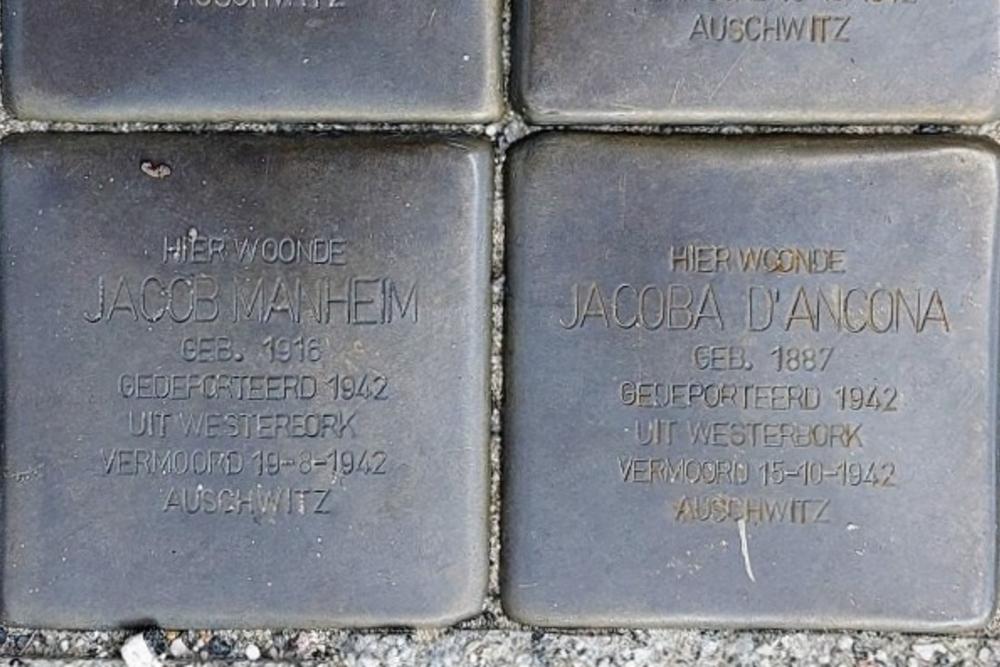 AUSCHWITZ
AUSCHWITZ
HIER WOONDE
JACOB MANHEIM
GEB. 1916
GEDEPORTEERD 1942
UIT WESTERBORK
VERMOORD 19-8-1942
AUSCHWITZ
HIER WOONDE
JACOBA D'ANCONA
GEB. 1887
GEDEPORTEERD 1942
UIT WESTERBORK
VERMOORD 15-10-1942
AUSCHWITZ